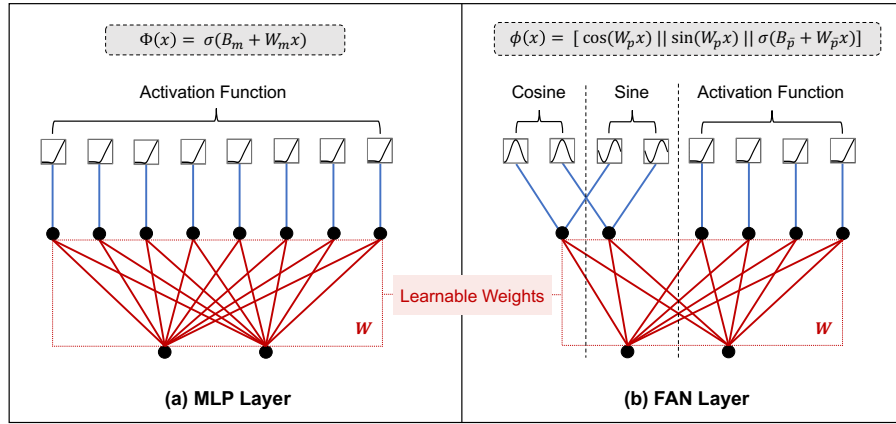 Φ(x) = σ(B_m + W_m x)
Activation Function
W
(a) MLP Layer
Learnable Weights
ϕ(x) = [ cos(W_p x) || sin(W_p x) || σ(B_p̄ + W_p̄ x)]
Cosine Sine Activation Function
W
(b) FAN Layer